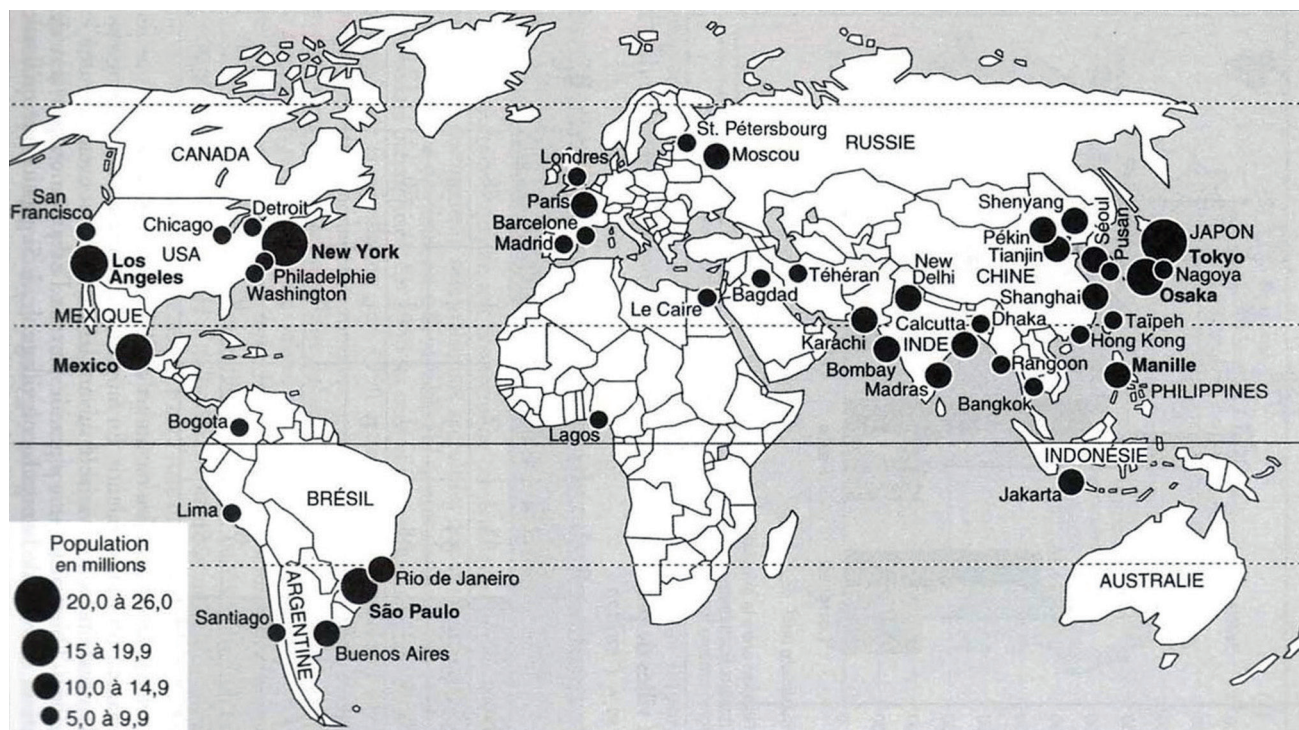 CANADA
San
Francisco
Chicago
Detroit
USA
New York
Los
Angeles
Philadelphie
Washington
MEXIQUE
Mexico
Bogota
Lima
BRÉSIL
Rio de Janeiro
São Paulo
ARGENTINE
Santiago
Buenos Aires
St. Pétersbourg
Moscou
RUSSIE
Londres
Paris
Barcelone
Madrid
Le Caire
Bagdad
Téhéran
Lagos
New
Delhi
Karachi
Calcutta
INDE
Bombay
Madras
Dhaka
Rangoon
Bangkok
Shenyang
Pékin
Tianjin
CHINE
Séoul
Pusan
Shanghai
JAPON
Tokyo
Nagoya
Osaka
Taïpeh
Hong Kong
Manille
PHILIPPINES
INDONÉSIE
Jakarta
AUSTRALIE
Population
en millions
20,0 à 26,0
15 à 19,9
10,0 à 14,9
5,0 à 9,9